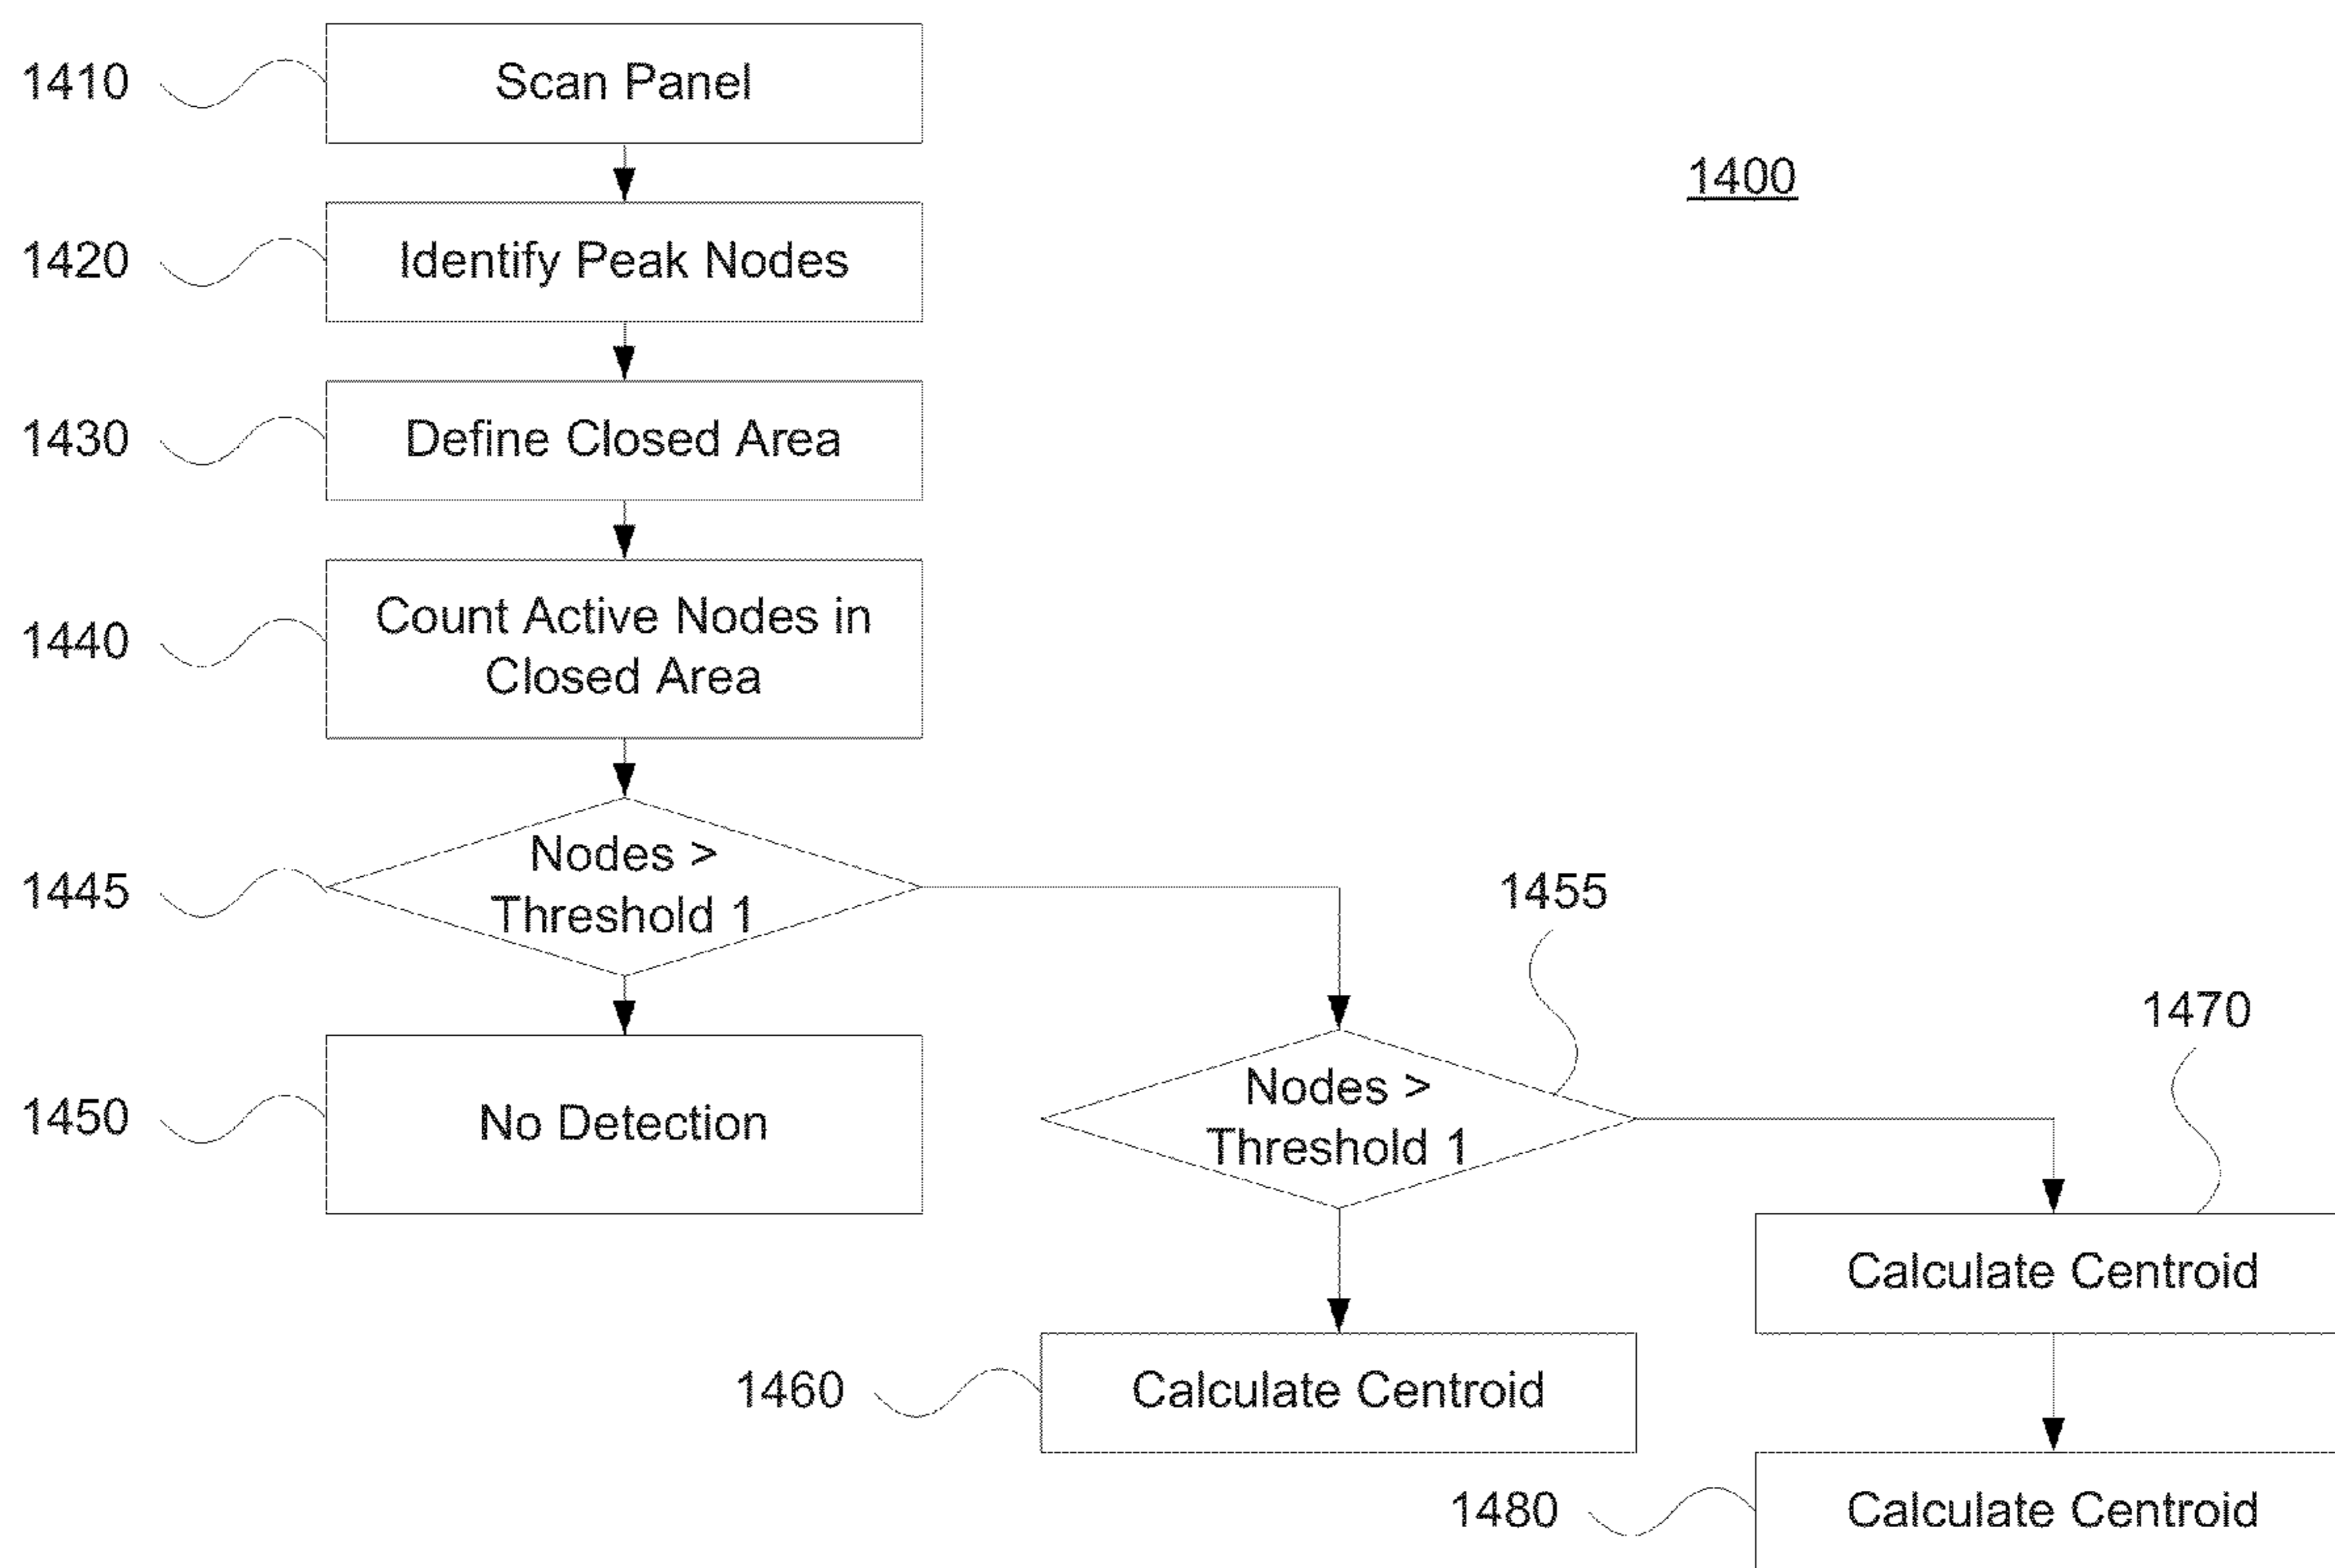 1410
Scan Panel
1400
1420
Identify Peak Nodes
1430
Define Closed Area
1440
Count Active Nodes in
Closed Area
1445
Nodes >
Threshold 1
1455
1450
No Detection
Nodes >
Threshold 1
1470
Calculate Centroid
1460
Calculate Centroid
1480
Calculate Centroid